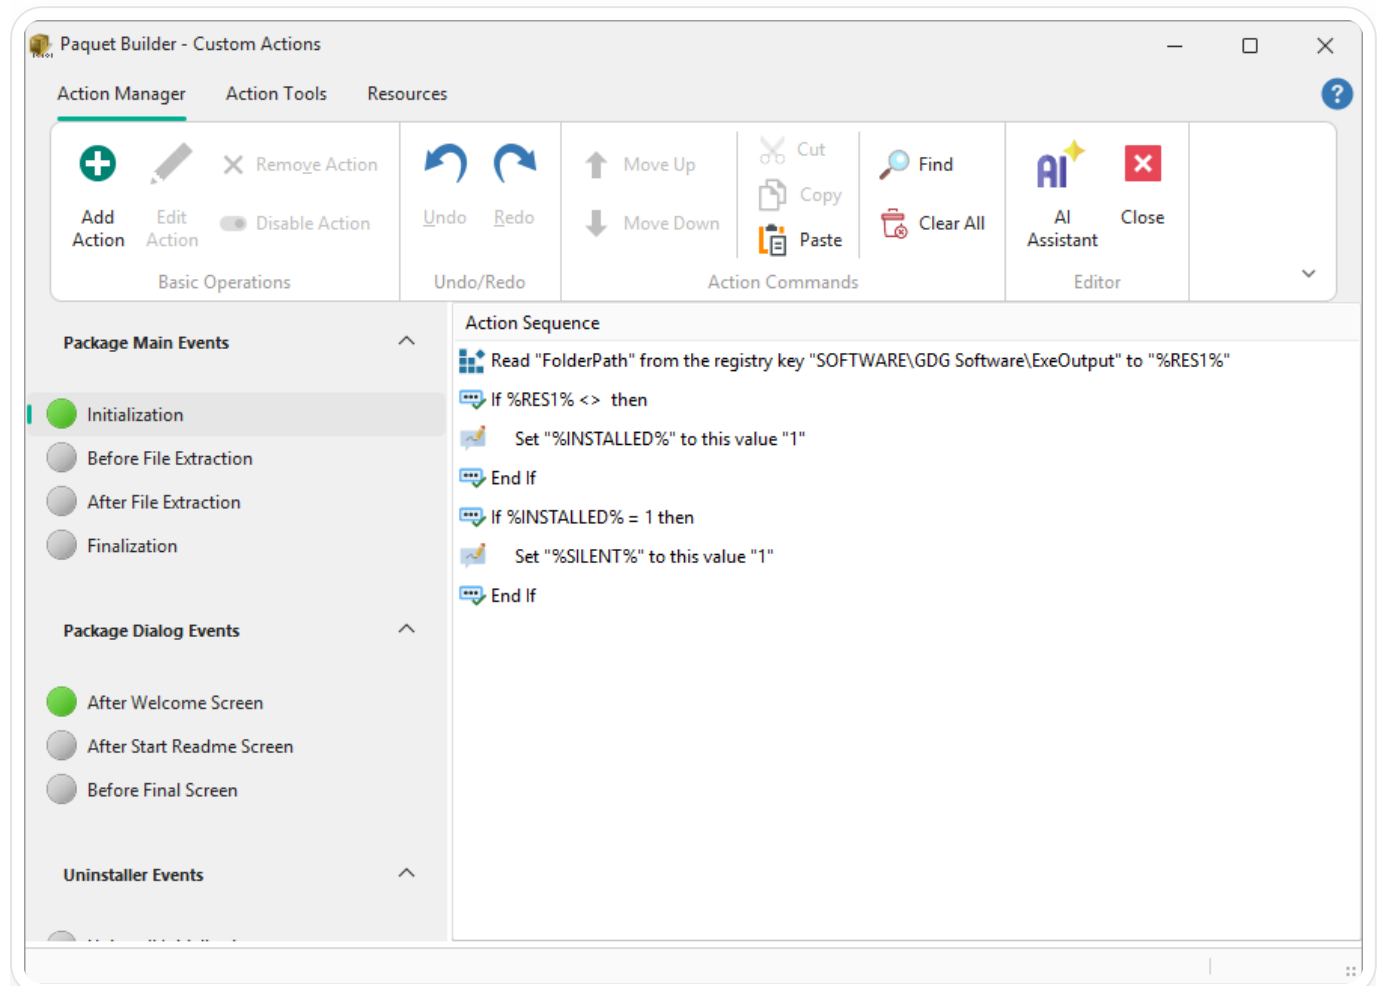 Paquet Builder - Custom Actions
Action Manager Action Tools Resources
Add Action
Edit Action
Remove Action
Disable Action
Basic Operations
Undo
Redo
Undo/Redo
Move Up
Move Down
Cut
Copy
Paste
Find
Clear All
Action Commands
AI Assistant
Close
Editor
Package Main Events
Initialization
Before File Extraction
After File Extraction
Finalization
Package Dialog Events
After Welcome Screen
After Start Readme Screen
Before Final Screen
Uninstaller Events
Action Sequence
Read "FolderPath" from the registry key "SOFTWARE\GDG Software\ExeOutput" to "%RES1%"
If %RES1% <>  then
Set "%INSTALLED%" to this value "1"
End If
If %INSTALLED% = 1 then
Set "%SILENT%" to this value "1"
End If